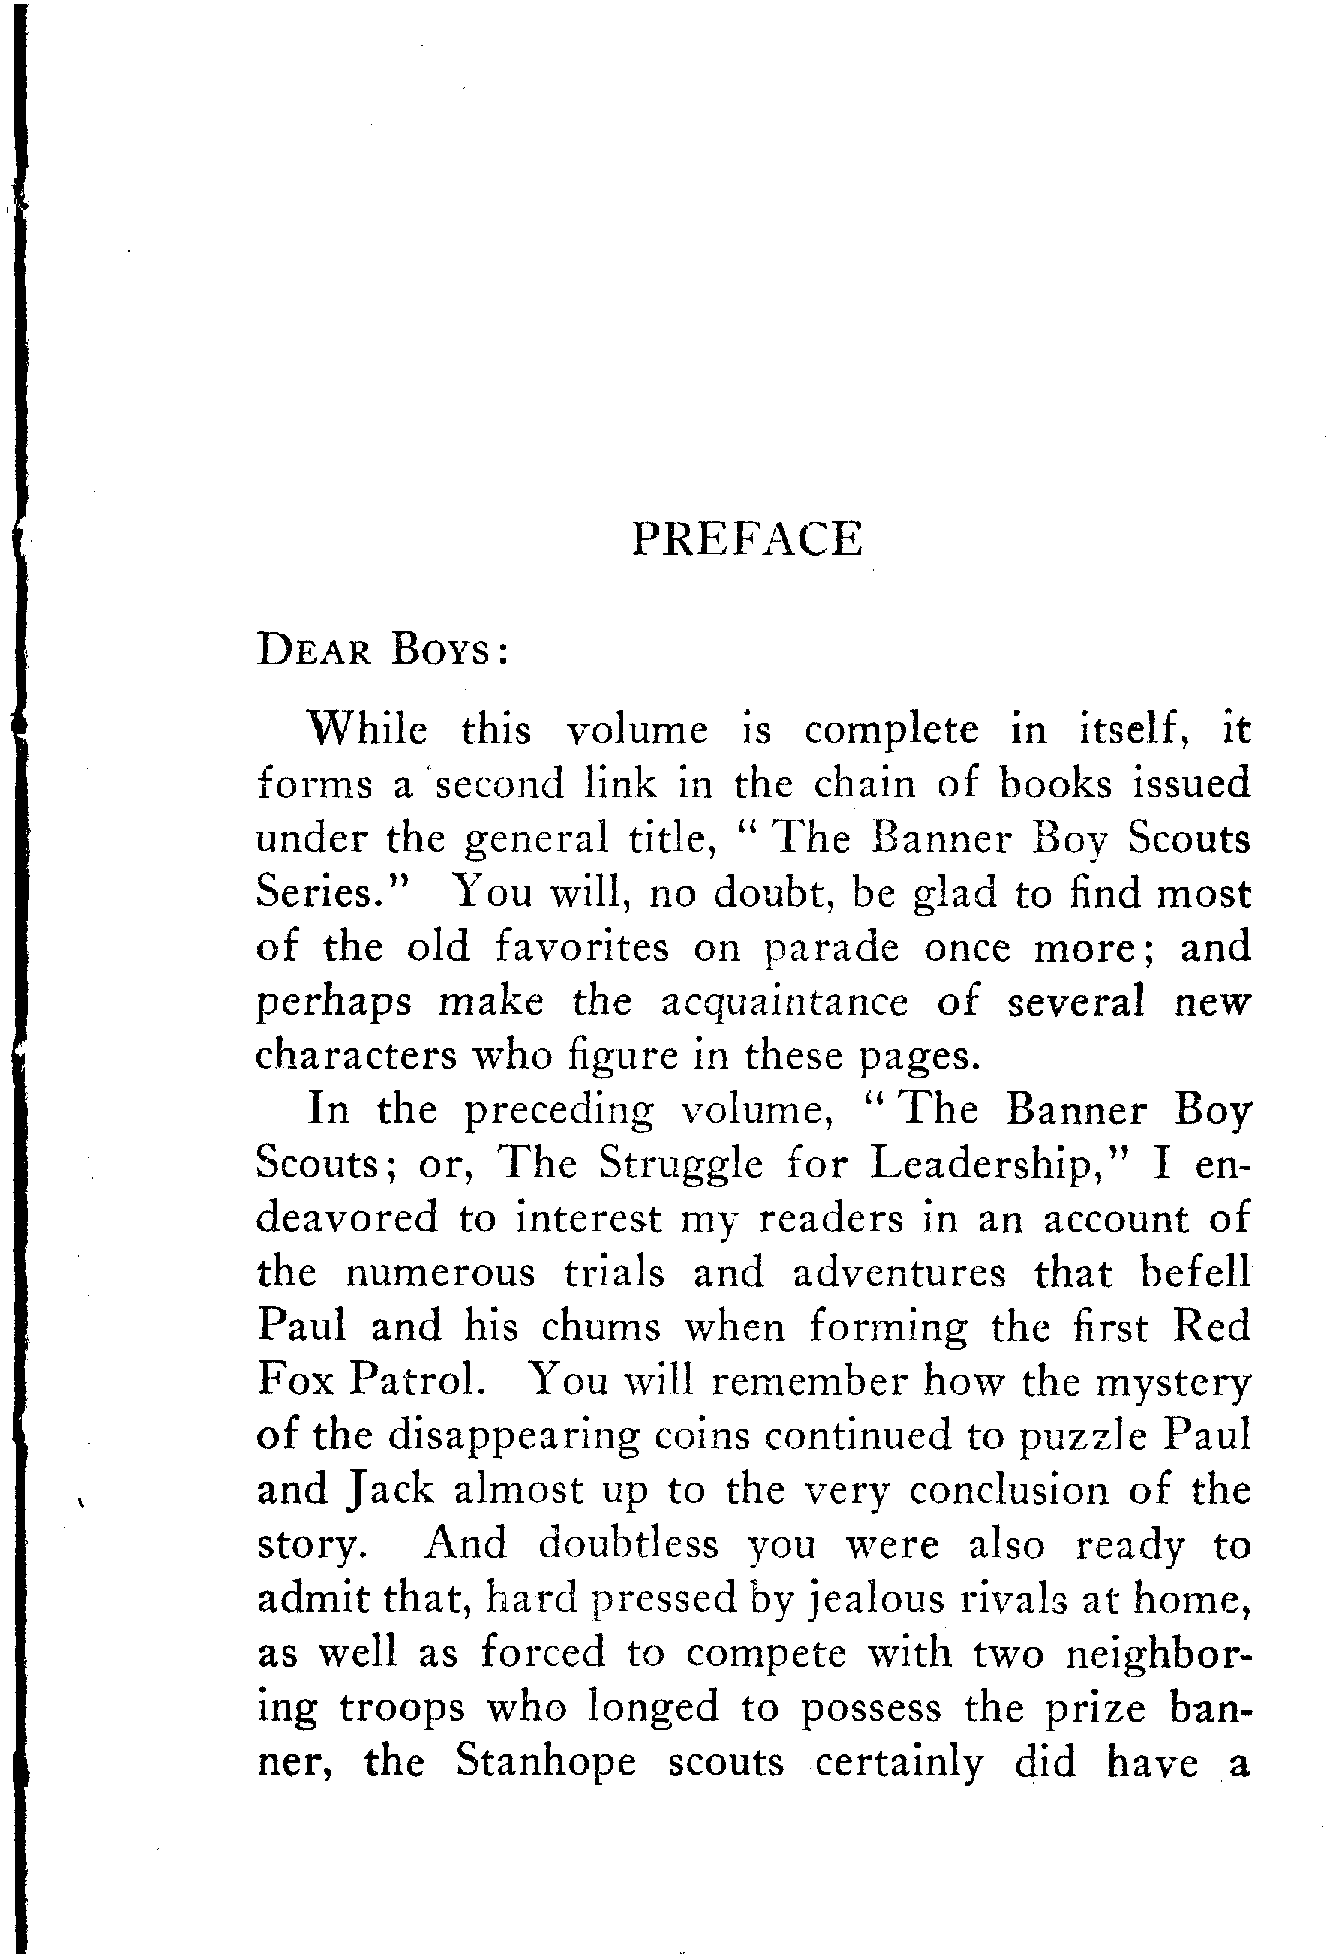 PREFACE
DEAR BOYS:
While this volume is complete in itself, it
forms a second link in the chain of books issued
under the general title, " The Banner Boy Scouts
Series." You will, no doubt, be glad to find most
of the old favorites on parade once more; and
perhaps make the acquaintance of several new
characters who figure in these pages.
In the preceding volume, " The Banner Boy
Scouts; or, The Struggle for Leadership," I en-
deavored to interest my readers in an account of
the numerous trials and adventures that befell
Paul and his chums when forming the first Red
Fox Patrol. You will remember how the mystery
of the disappearing coins continued to puzzle Paul
and Jack almost up to the very conclusion of the
story. And doubtless you were also ready to
admit that, hard pressed by jealous rivals at home,
as well as forced to compete with two neighbor-
ing troops who longed to possess the prize ban-
ner, the Stanhope scouts certainly did have a